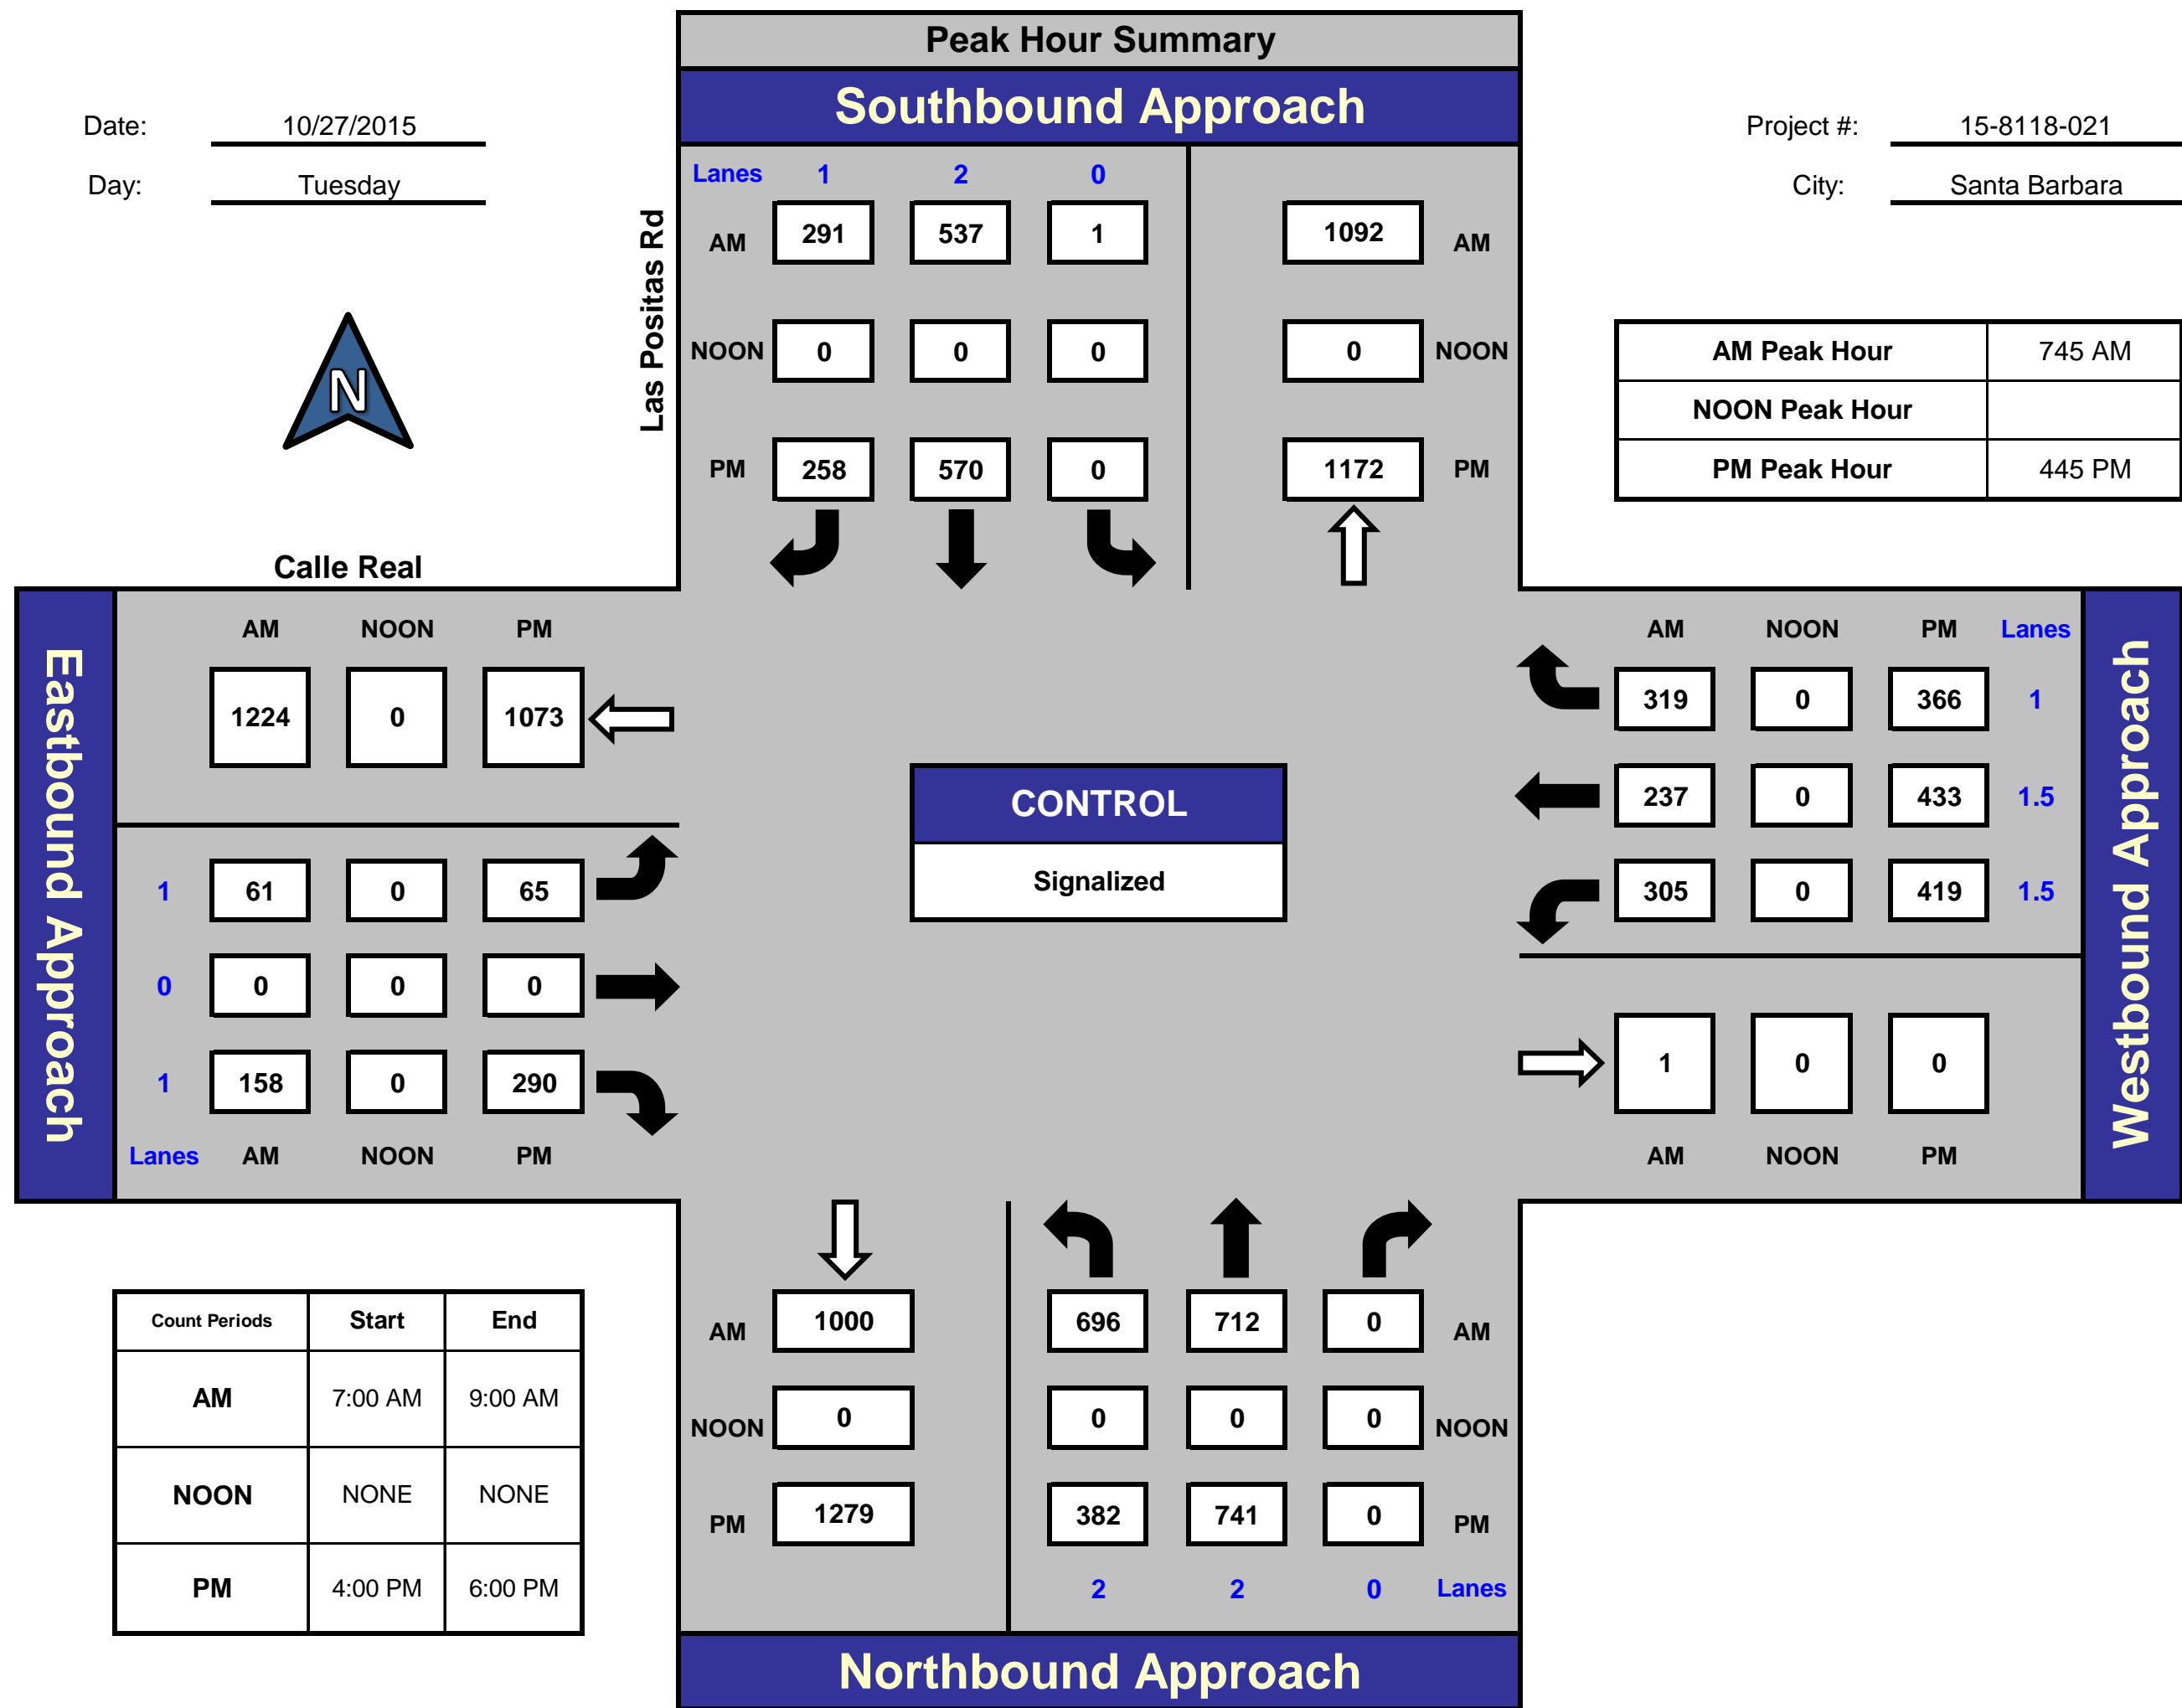 Peak Hour Summary
Southbound Approach
Date: 10/27/2015
Project #: 15-8118-021
Day: Tuesday
City: Santa Barbara
Las Positas Rd
Lanes 1 2 0
AM 291 537 1 1092 AM
NOON 0 0 0 0 NOON
PM 258 570 0 1172 PM
N
AM Peak Hour 745 AM
NOON Peak Hour
PM Peak Hour 445 PM
Calle Real
Eastbound Approach
AM NOON PM
1224 0 1073
1 61 0 65
0 0 0 0
1 158 0 290
Lanes AM NOON PM
CONTROL
Signalized
AM NOON PM Lanes
319 0 366 1
237 0 433 1.5
305 0 419 1.5
1 0 0
AM NOON PM
Westbound Approach
Count Periods Start End
AM 7:00 AM 9:00 AM
NOON NONE NONE
PM 4:00 PM 6:00 PM
AM 1000 696 712 0 AM
NOON 0 0 0 0 NOON
PM 1279 382 741 0 PM
2 2 0 Lanes
Northbound Approach